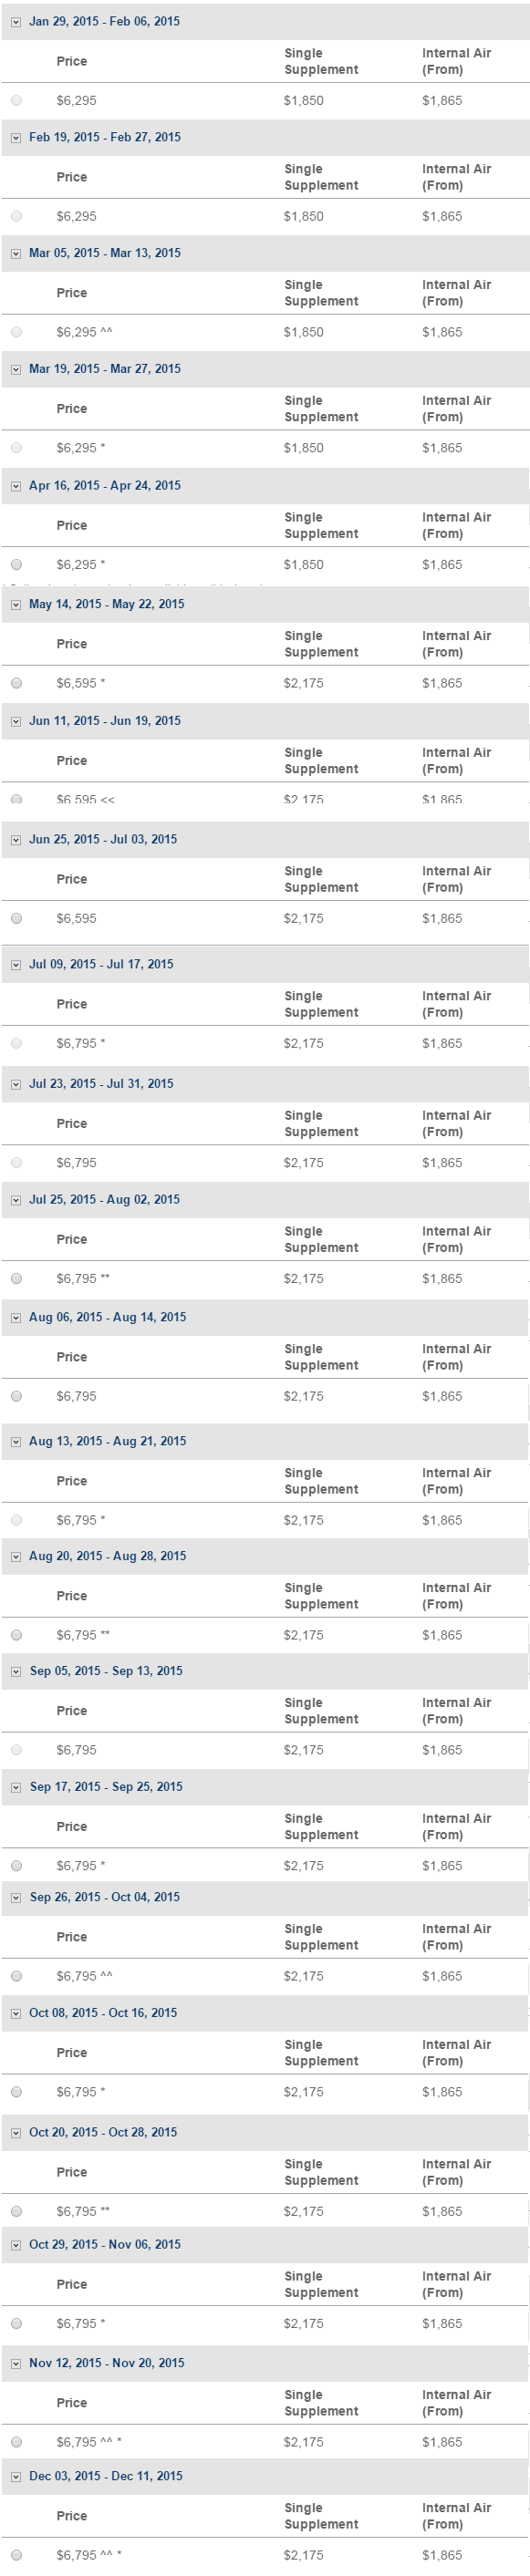 Jan 29, 2015 - Feb 06, 2015
Price Single Supplement Internal Air (From)
$6,295 $1,850 $1,865
Feb 19, 2015 - Feb 27, 2015
Price Single Supplement Internal Air (From)
$6,295 $1,850 $1,865
Mar 05, 2015 - Mar 13, 2015
Price Single Supplement Internal Air (From)
$6,295 ^^ $1,850 $1,865
Mar 19, 2015 - Mar 27, 2015
Price Single Supplement Internal Air (From)
$6,295 * $1,850 $1,865
Apr 16, 2015 - Apr 24, 2015
Price Single Supplement Internal Air (From)
$6,295 * $1,850 $1,865
May 14, 2015 - May 22, 2015
Price Single Supplement Internal Air (From)
$6,595 * $2,175 $1,865
Jun 11, 2015 - Jun 19, 2015
Price Single Supplement Internal Air (From)
$6,595 << $2,175 $1,865
Jun 25, 2015 - Jul 03, 2015
Price Single Supplement Internal Air (From)
$6,595 $2,175 $1,865
Jul 09, 2015 - Jul 17, 2015
Price Single Supplement Internal Air (From)
$6,795 * $2,175 $1,865
Jul 23, 2015 - Jul 31, 2015
Price Single Supplement Internal Air (From)
$6,795 $2,175 $1,865
Jul 25, 2015 - Aug 02, 2015
Price Single Supplement Internal Air (From)
$6,795 ** $2,175 $1,865
Aug 06, 2015 - Aug 14, 2015
Price Single Supplement Internal Air (From)
$6,795 $2,175 $1,865
Aug 13, 2015 - Aug 21, 2015
Price Single Supplement Internal Air (From)
$6,795 * $2,175 $1,865
Aug 20, 2015 - Aug 28, 2015
Price Single Supplement Internal Air (From)
$6,795 ** $2,175 $1,865
Sep 05, 2015 - Sep 13, 2015
Price Single Supplement Internal Air (From)
$6,795 $2,175 $1,865
Sep 17, 2015 - Sep 25, 2015
Price Single Supplement Internal Air (From)
$6,795 * $2,175 $1,865
Sep 26, 2015 - Oct 04, 2015
Price Single Supplement Internal Air (From)
$6,795 ^^ $2,175 $1,865
Oct 08, 2015 - Oct 16, 2015
Price Single Supplement Internal Air (From)
$6,795 * $2,175 $1,865
Oct 20, 2015 - Oct 28, 2015
Price Single Supplement Internal Air (From)
$6,795 ** $2,175 $1,865
Oct 29, 2015 - Nov 06, 2015
Price Single Supplement Internal Air (From)
$6,795 * $2,175 $1,865
Nov 12, 2015 - Nov 20, 2015
Price Single Supplement Internal Air (From)
$6,795 ^^ * $2,175 $1,865
Dec 03, 2015 - Dec 11, 2015
Price Single Supplement Internal Air (From)
$6,795 ^^ * $2,175 $1,865